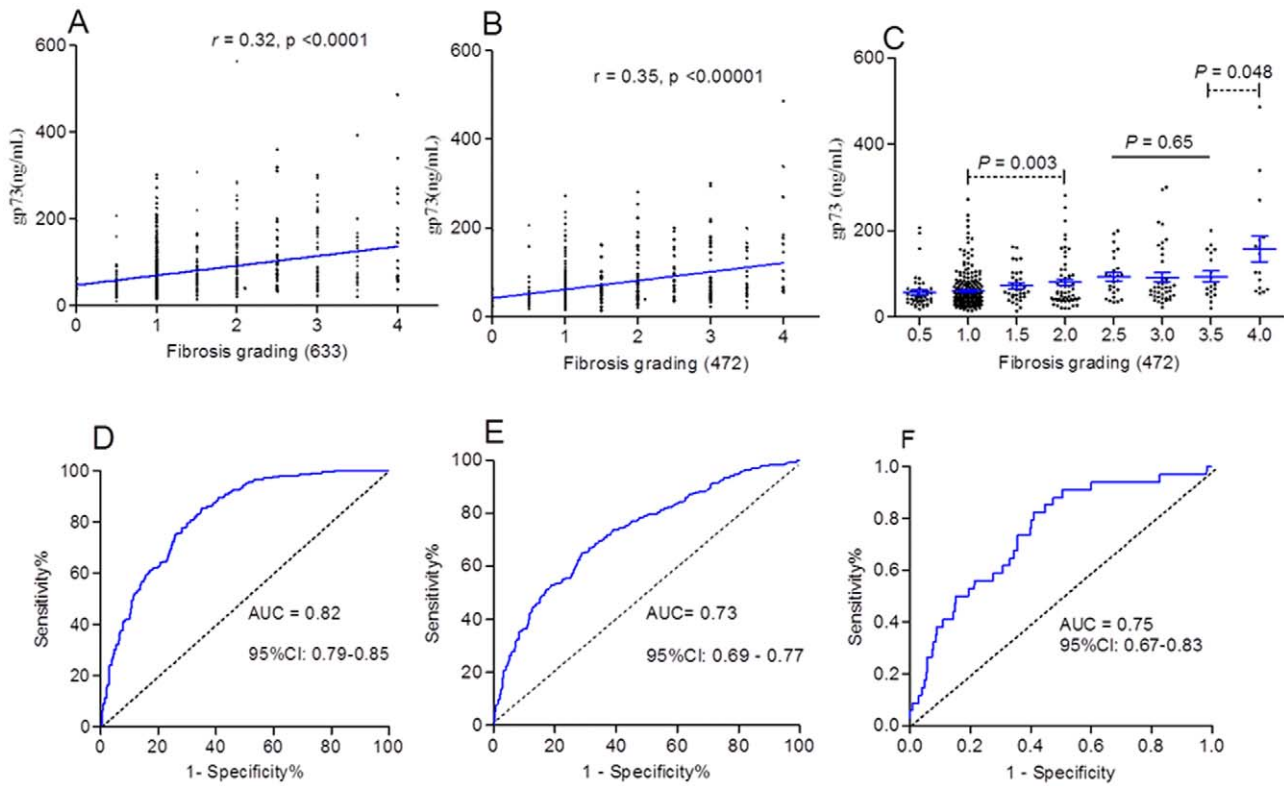 A
r = 0.32, p <0.0001
600
400
200
0
gp73(ng/mL)
0 1 2 3 4
Fibrosis grading (633)
B
r = 0.35, p <0.00001
600
400
200
0
gp73(ng/mL)
0 1 2 3 4
Fibrosis grading (472)
C
P = 0.048
P = 0.65
P = 0.003
600
400
200
0
gp73 (ng/mL)
0.5 1.0 1.5 2.0 2.5 3.0 3.5 4.0
Fibrosis grading (472)
D
100
80
60
40
20
0
Sensitivity%
AUC = 0.82
95%CI: 0.79-0.85
0 20 40 60 80 100
1- Specificity%
E
100
80
60
40
20
0
Sensitivity%
AUC= 0.73
95%CI: 0.69 - 0.77
0 20 40 60 80 100
1 - Specificity%
F
1.0
0.8
0.6
0.4
0.2
0.0
Sensitivity%
AUC = 0.75
95%CI: 0.67-0.83
0.0 0.2 0.4 0.6 0.8 1.0
1 - Specificity